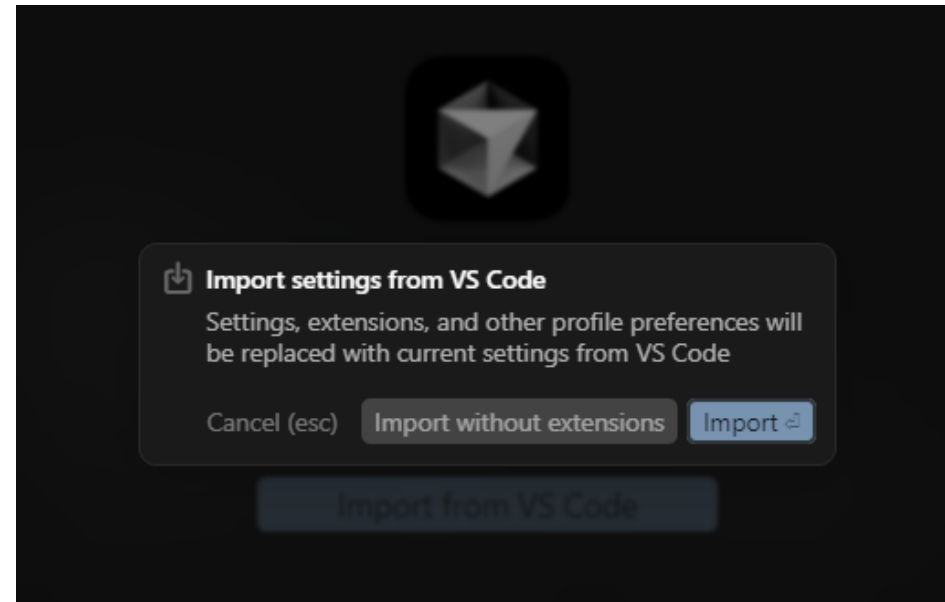 Import settings from VS Code
Settings, extensions, and other profile preferences will
be replaced with current settings from VS Code
Cancel (esc) Import without extensions Import ⏎
Import from VS Code